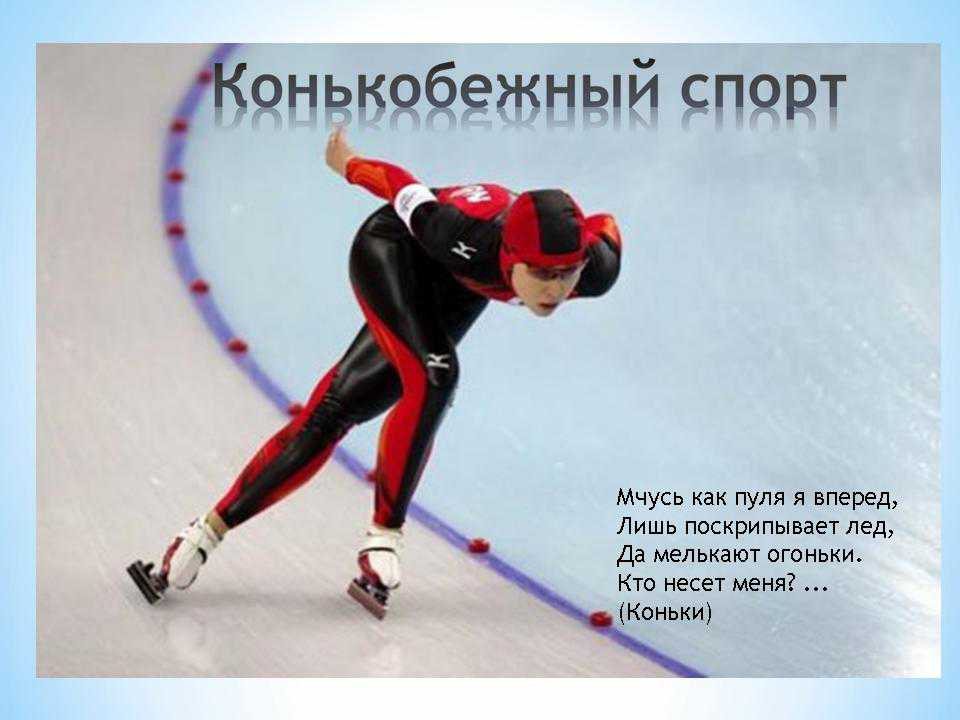 Конькобежный спорт
Мчусь как пуля я вперед,
Лишь поскрипывает лед,
Да мелькают огоньки.
Кто несет меня? ...
(Коньки)